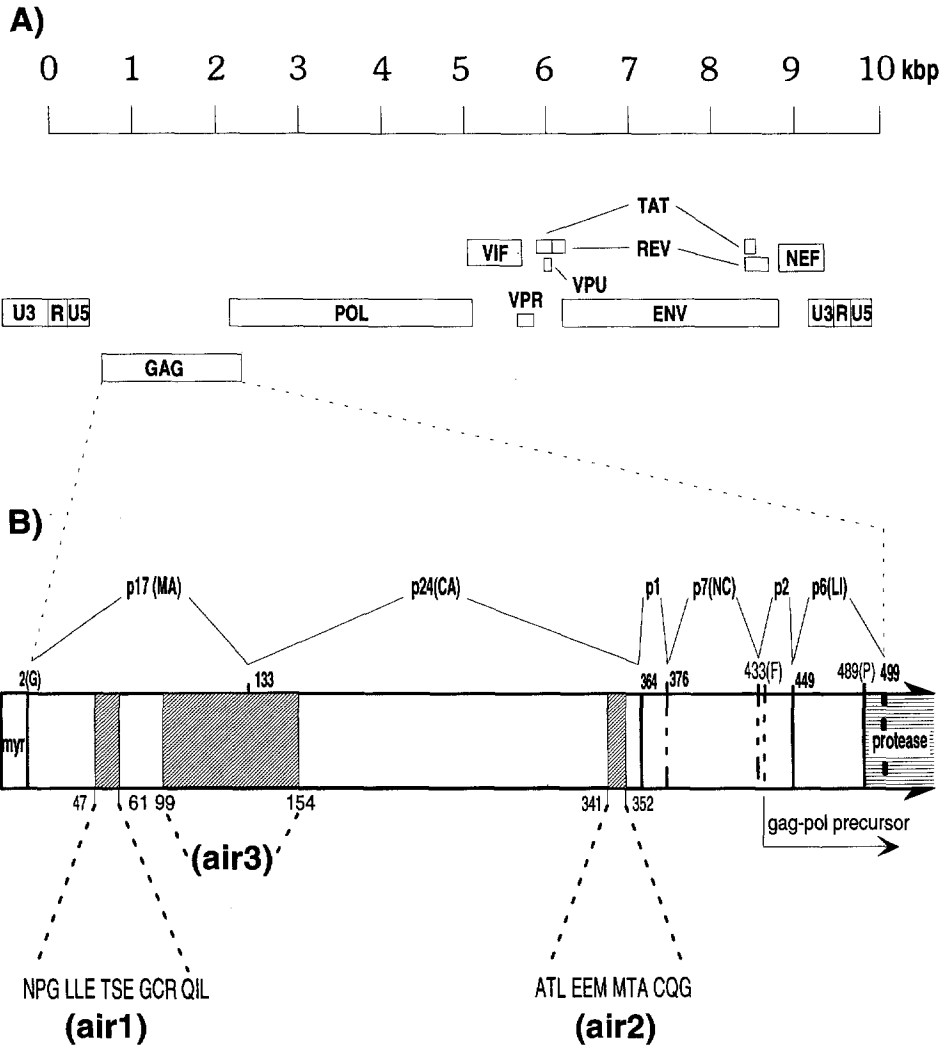 A)
0 1 2 3 4 5 6 7 8 9 10 kbp
TAT
VIF REV NEF
VPU
VPR
U3 R U5 POL ENV U3 R U5
GAG
B)
p17 (MA) p24(CA) p1 p7(NC) p2 p6(LI)
2(G) 133 364 376 433(F) 449 489(P) 499
myr protease
47 61 99 154 341 352
gag-pol precursor
(air3)
NPG LLE TSE GCR QIL ATL EEM MTA CQG
(air1) (air2)